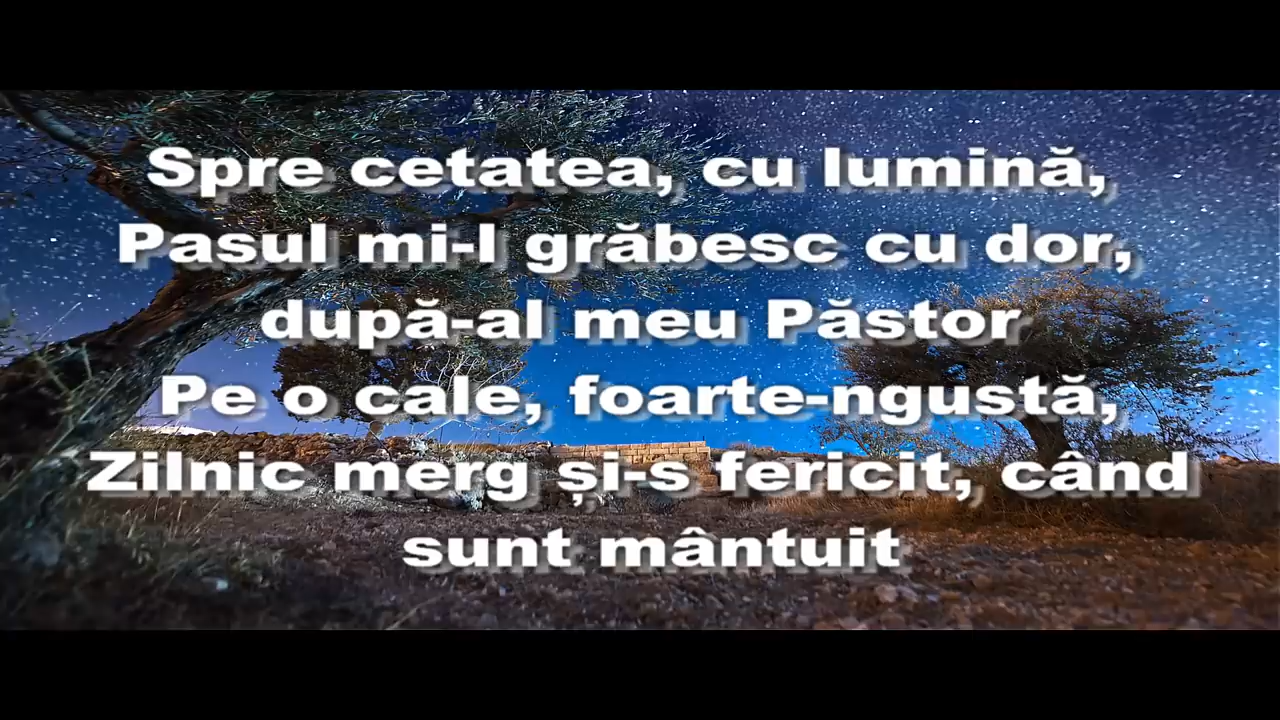 Spre cetatea, cu lumină,
Pasul mi-l grăbesc cu dor,
după-al meu Păstor
Pe o cale, foarte-ngustă,
Zilnic merg și-s fericit, când
sunt mântuit